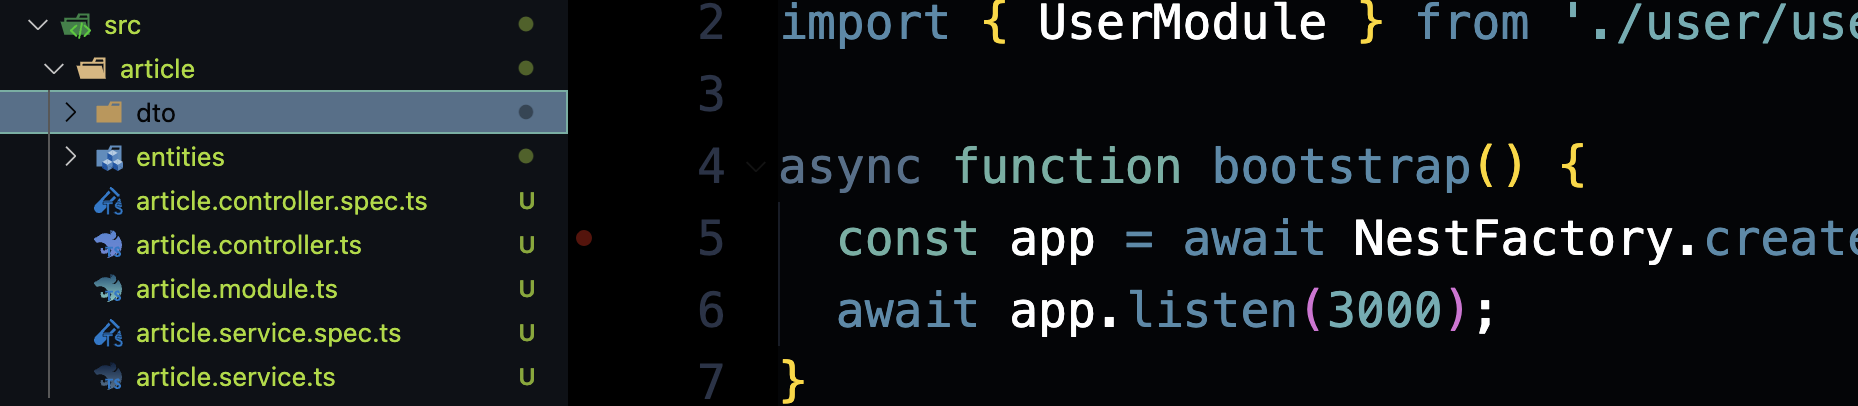 src
article
dto
entities
article.controller.spec.ts U
article.controller.ts U
article.module.ts U
article.service.spec.ts U
article.service.ts U
2 import { UserModule } from './user/use
3
4 async function bootstrap() {
5 const app = await NestFactory.create
6 await app.listen(3000);
7 }